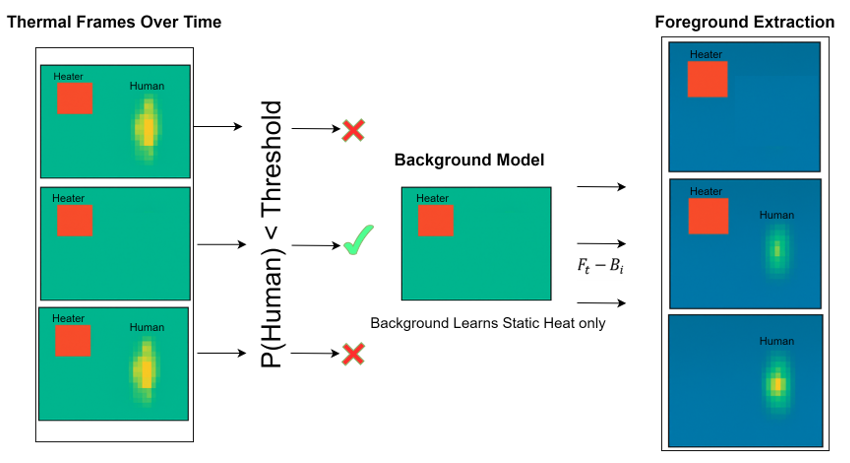 Thermal Frames Over Time
Heater
Human
Heater
Heater
Human
P(Human) < Threshold
Background Model
Heater
Background Learns Static Heat only
F_t − B_i
Foreground Extraction
Heater
Heater
Human
Human